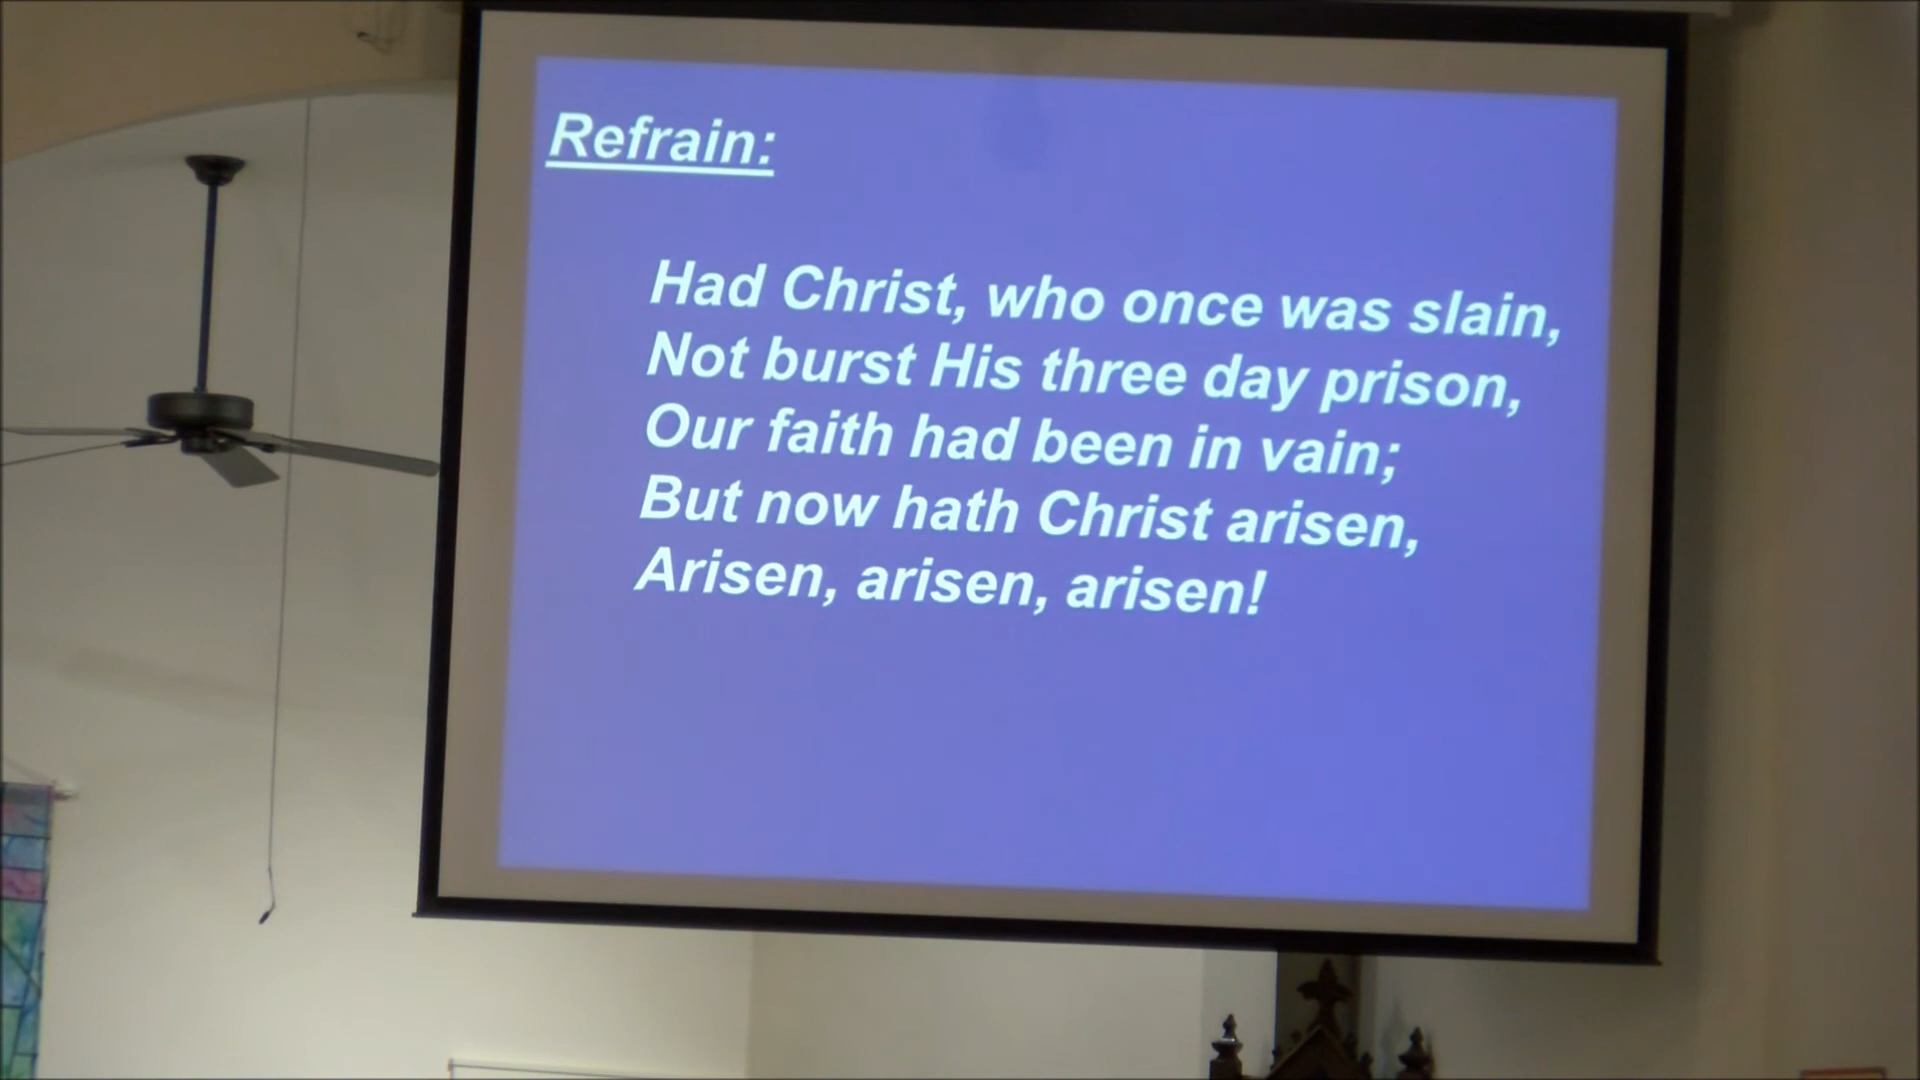 Refrain:
Had Christ, who once was slain,
Not burst His three day prison,
Our faith had been in vain;
But now hath Christ arisen,
Arisen, arisen, arisen!